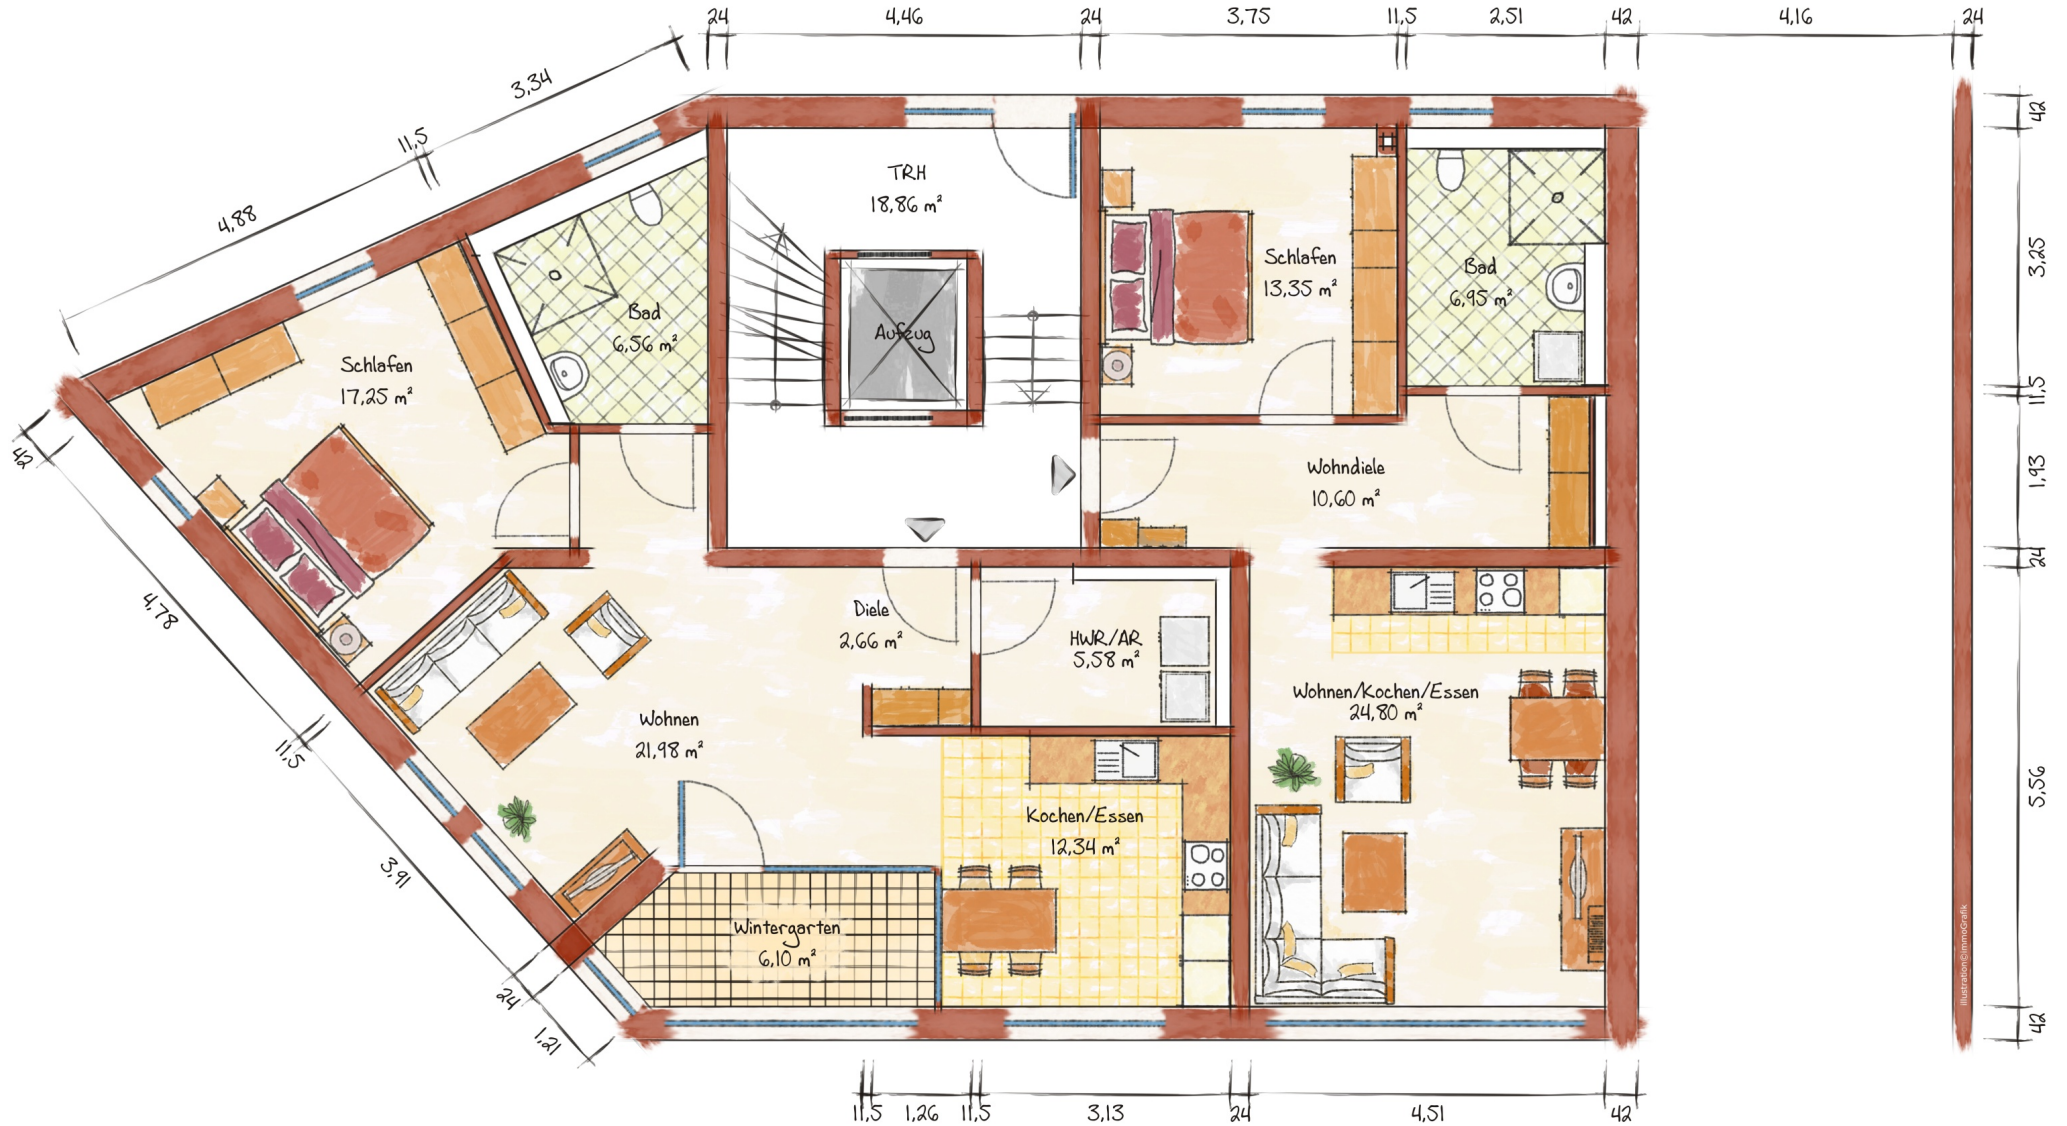 24
4,46
24
3,75
11,5
2,51
42
4,16
24
3,34
11,5
4,88
42
4,78
11,5
3,91
24
1,21
TRH
18,86 m²
Aufzug
Schlafen
13,35 m²
Bad
6,95 m²
Bad
6,56 m²
Schlafen
17,25 m²
Wohndiele
10,60 m²
Diele
2,66 m²
HWR/AR
5,58 m²
Wohnen
21,98 m²
Wohnen/Kochen/Essen
24,80 m²
Kochen/Essen
12,34 m²
Wintergarten
6,10 m²
42
3,25
11,5
1,93
24
5,56
42
illustration©immoGrafik
11,5
1,26
11,5
3,13
24
4,51
42